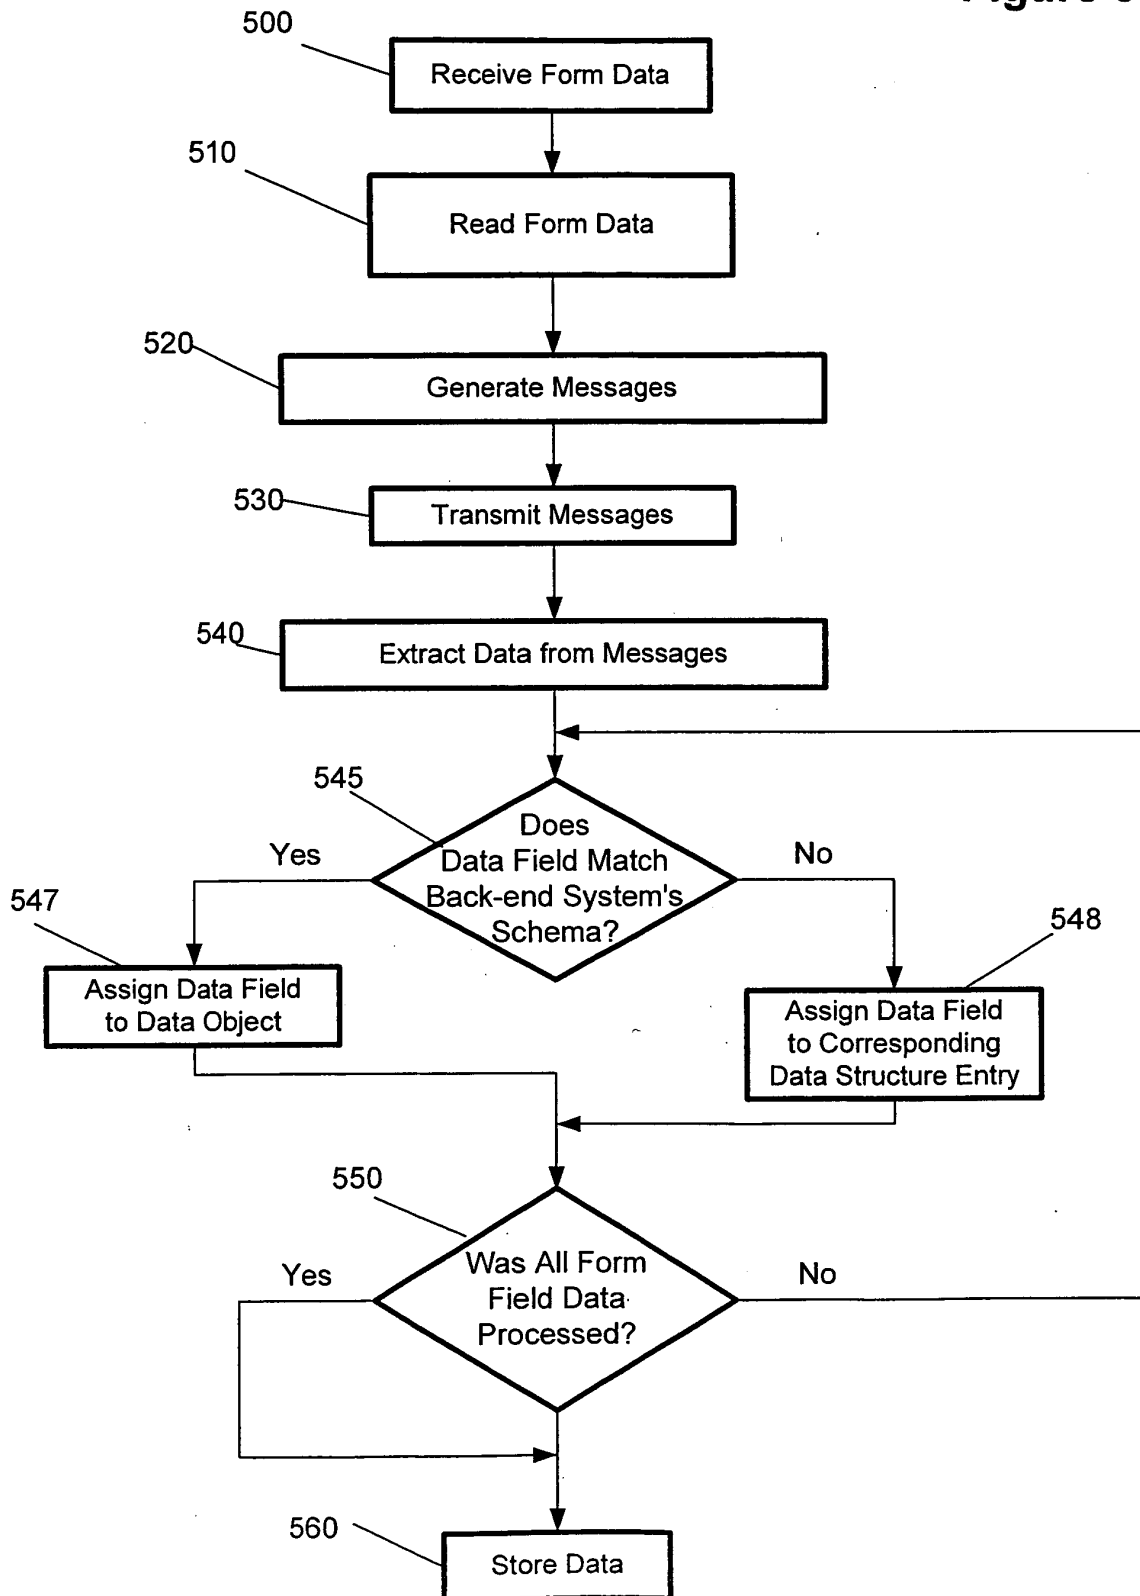 Figure
500
Receive Form Data
510
Read Form Data
520
Generate Messages
530
Transmit Messages
540
Extract Data from Messages
545
Does
Data Field Match
Back-end System's
Schema?
Yes
No
547
Assign Data Field
to Data Object
548
Assign Data Field
to Corresponding
Data Structure Entry
550
Was All Form
Field Data
Processed?
Yes
No
560
Store Data